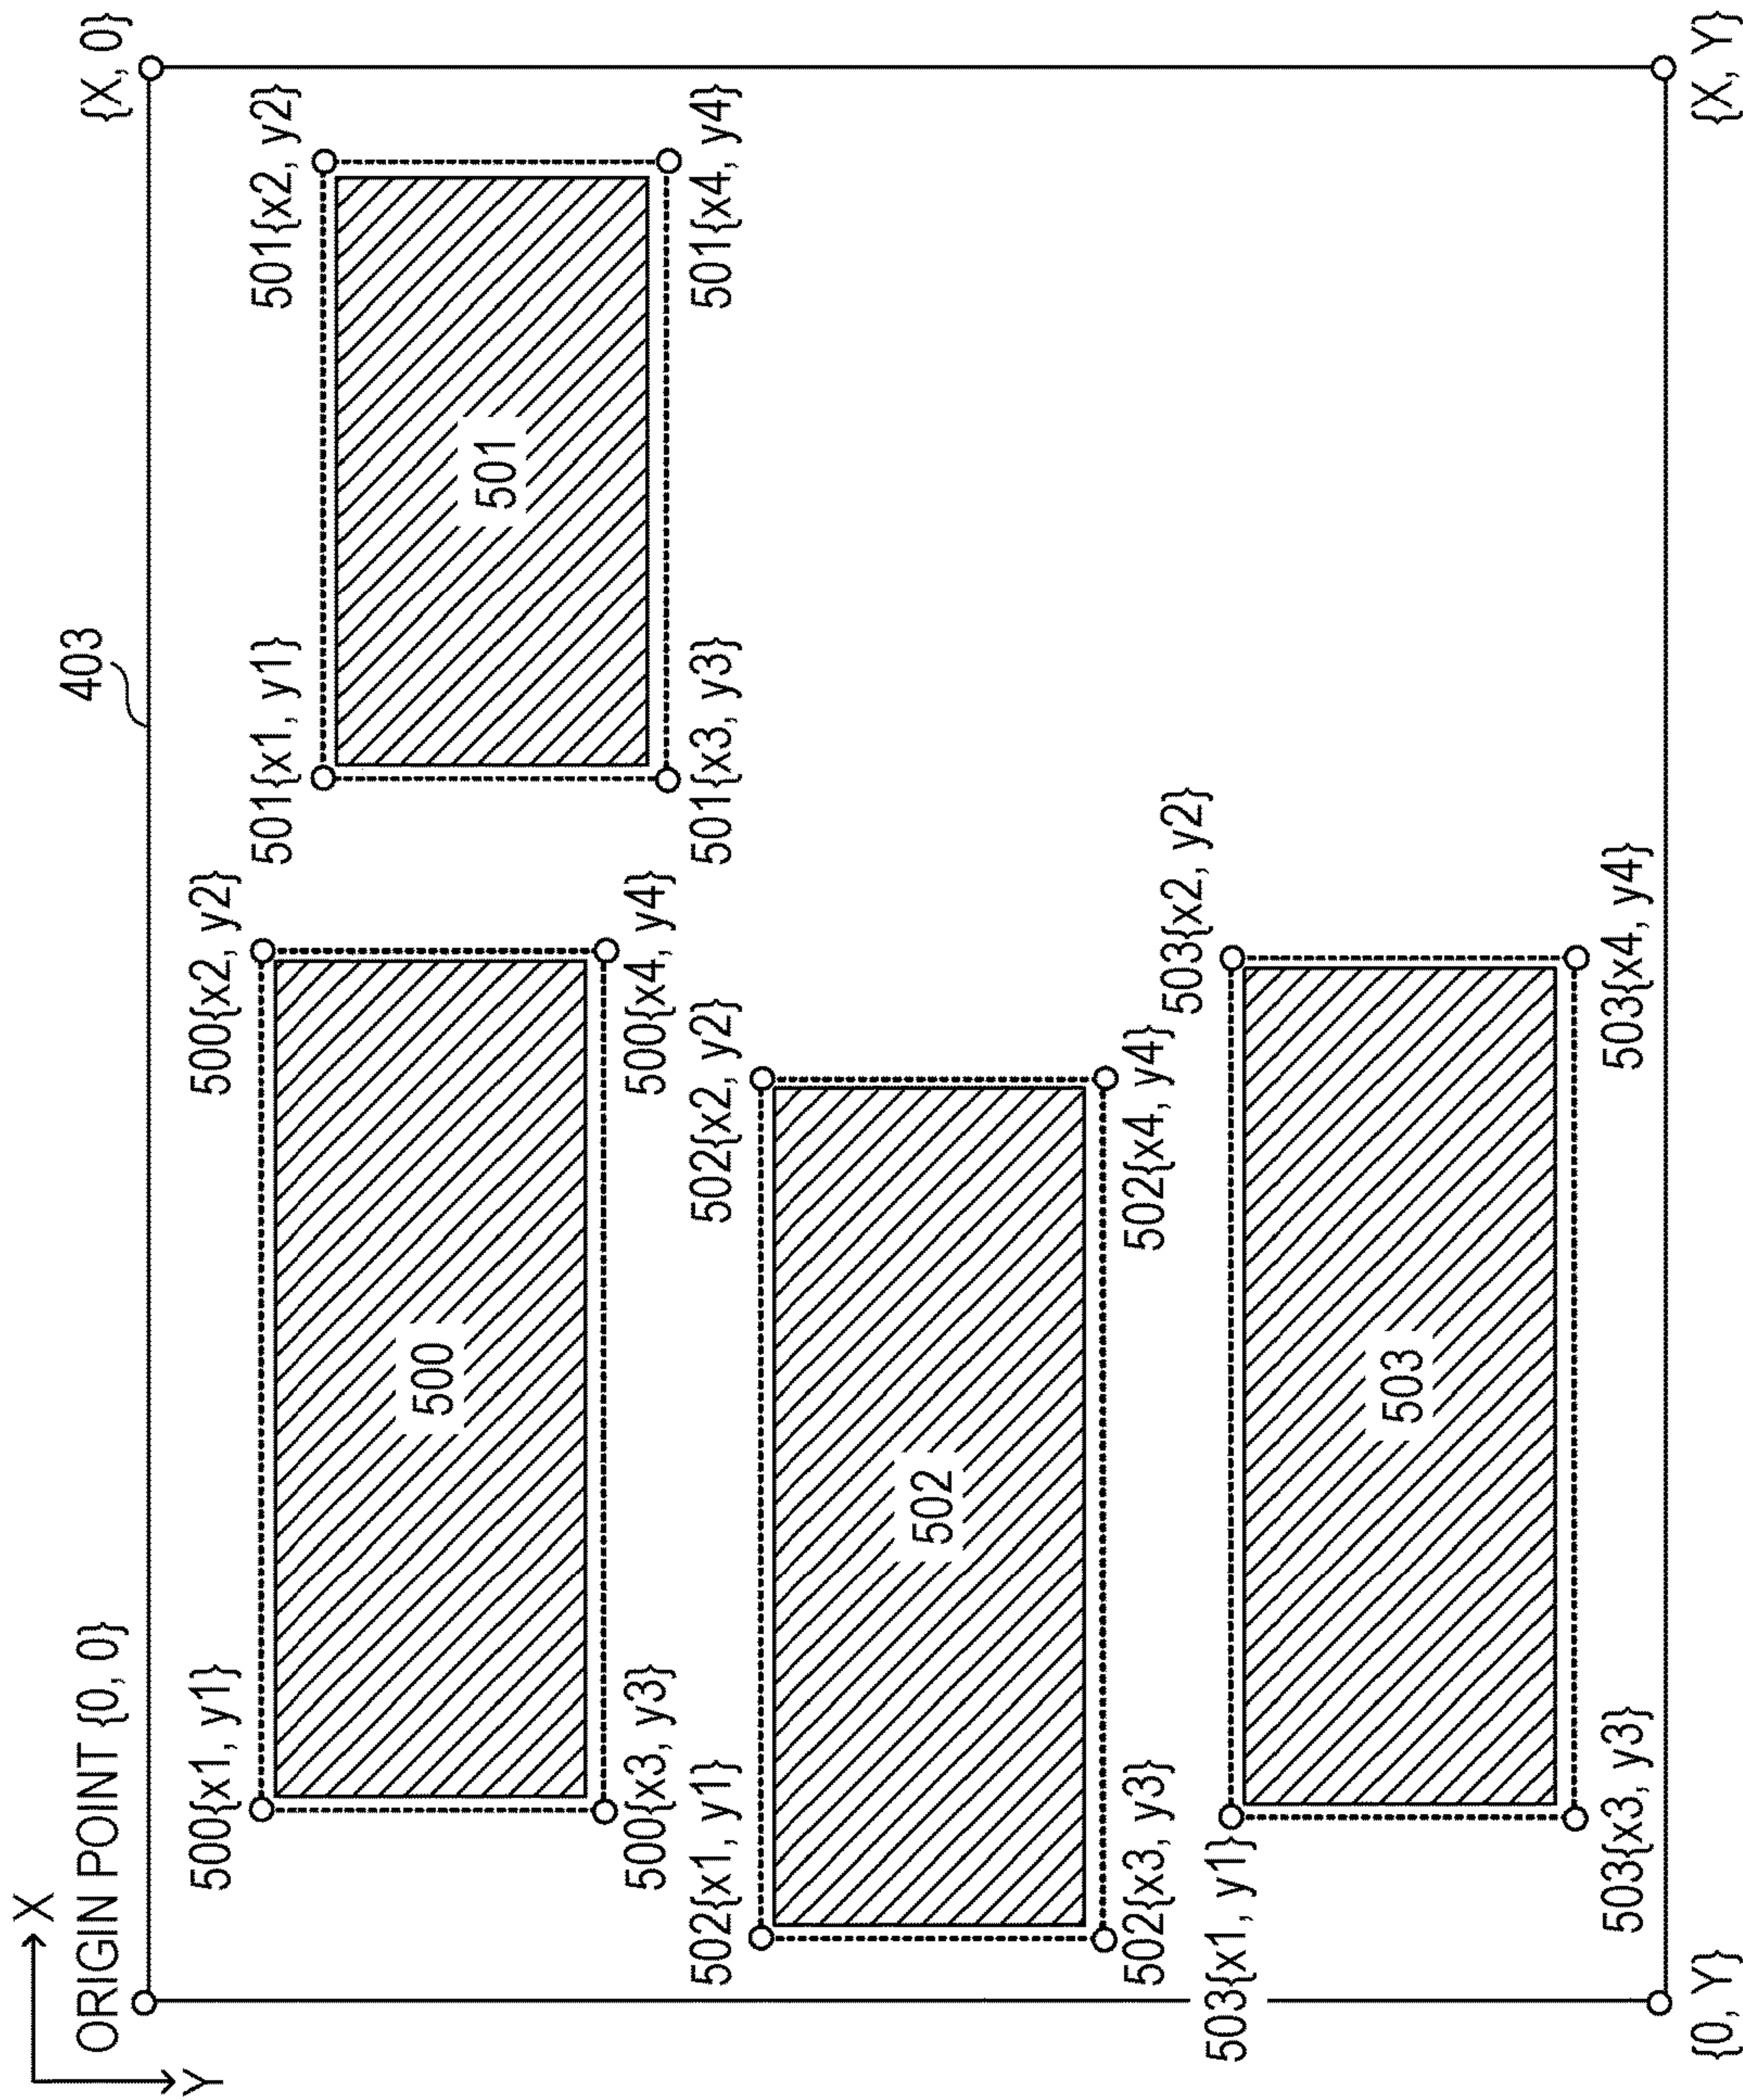 X
Y
ORIGIN POINT {0, 0}
403
{X, 0}
500{x1, y1}
500{x2, y2}
500
500{x3, y3}
500{x4, y4}
501{x1, y1}
501{x2, y2}
501
501{x3, y3}
501{x4, y4}
502{x1, y1}
502{x2, y2}
502
502{x3, y3}
502{x4, y4}
503{x1, y1}
503{x2, y2}
503
503{x3, y3}
503{x4, y4}
{0, Y}
{X, Y}